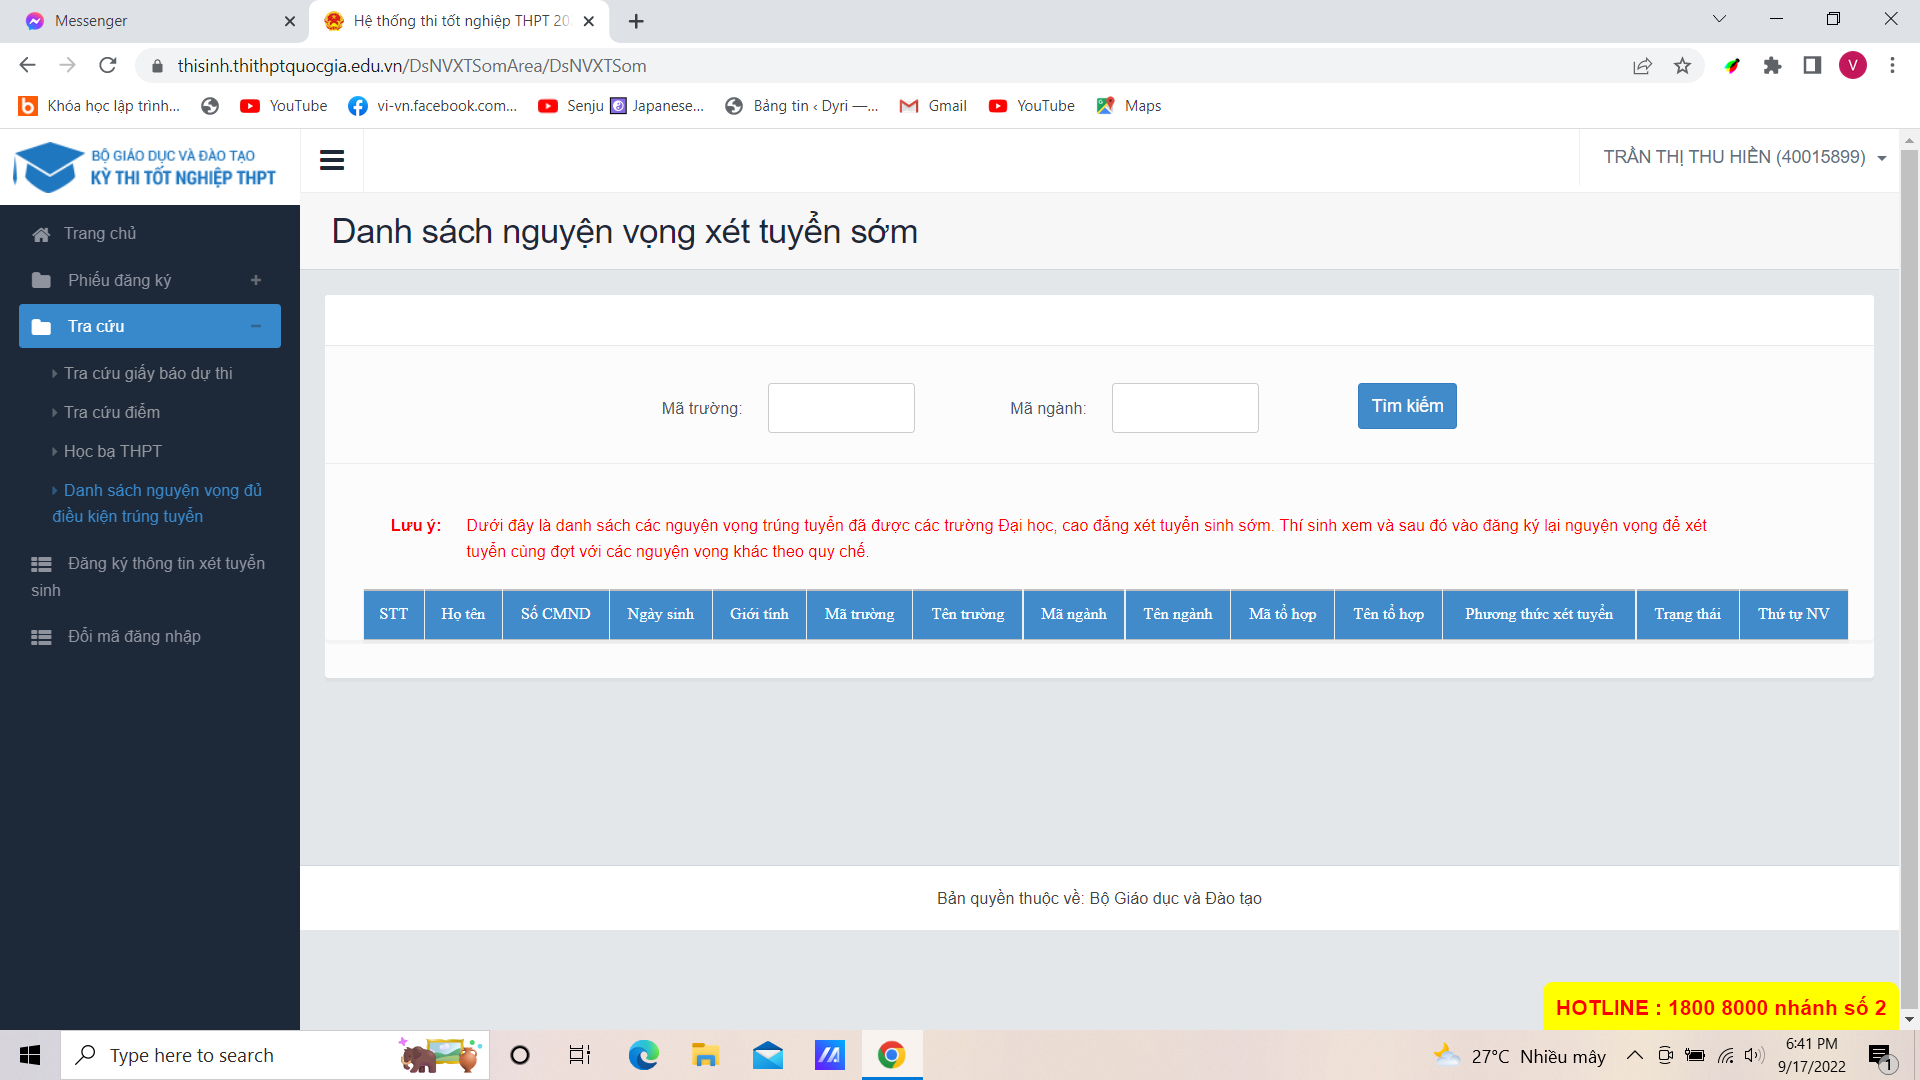 Messenger
Hệ thống thi tốt nghiệp THPT 20
thisinh.thithptquocgia.edu.vn/DsNVXTSomArea/DsNVXTSom
V
Khóa học lập trình... YouTube vi-vn.facebook.com... Senju Japanese... Bảng tin ‹ Dyri —... Gmail YouTube Maps
BỘ GIÁO DỤC VÀ ĐÀO TẠO
KỲ THI TỐT NGHIỆP THPT
TRẦN THỊ THU HIỀN (40015899)
Danh sách nguyện vọng xét tuyển sớm
Trang chủ
Phiếu đăng ký
Tra cứu
Tra cứu giấy báo dự thi
Tra cứu điểm
Học bạ THPT
Danh sách nguyện vọng đủ
điều kiện trúng tuyển
Đăng ký thông tin xét tuyển
sinh
Đổi mã đăng nhập
Mã trường: Mã ngành: Tìm kiếm
Lưu ý: Dưới đây là danh sách các nguyện vọng trúng tuyển đã được các trường Đại học, cao đẳng xét tuyển sinh sớm. Thí sinh xem và sau đó vào đăng ký lại nguyện vọng để xét
tuyển cùng đợt với các nguyện vọng khác theo quy chế.
STT Họ tên Số CMND Ngày sinh Giới tính Mã trường Tên trường Mã ngành Tên ngành Mã tổ hợp Tên tổ hợp Phương thức xét tuyển Trạng thái Thứ tự NV
Bản quyền thuộc về: Bộ Giáo dục và Đào tạo
HOTLINE : 1800 8000 nhánh số 2
Type here to search
27°C Nhiều mây
6:41 PM
9/17/2022
1